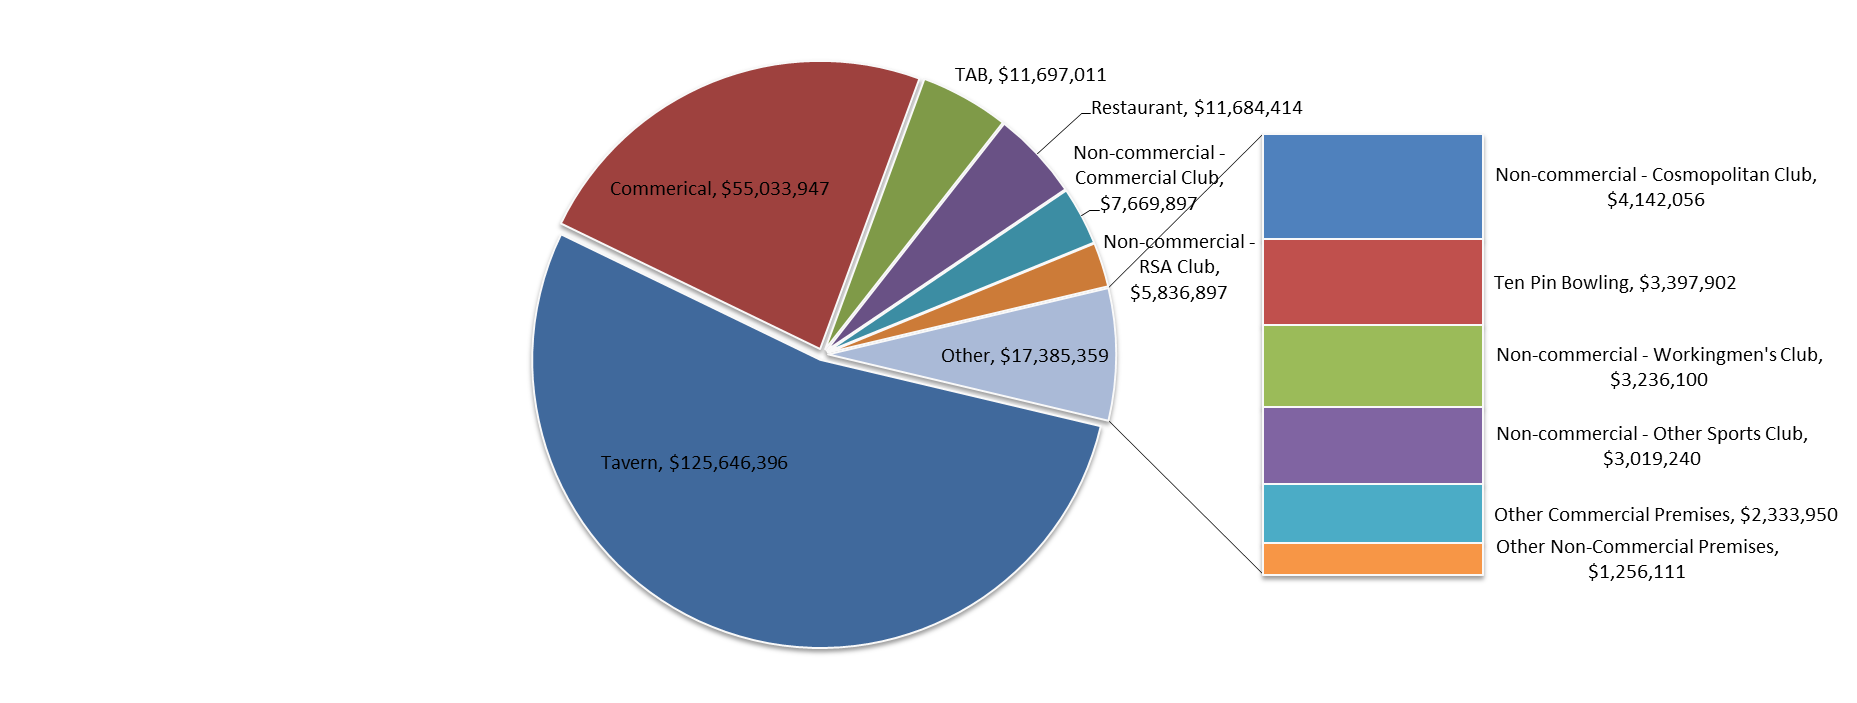 TAB, $11,697,011
Restaurant, $11,684,414
Non-commercial -
Commercial Club,
$7,669,897
Non-commercial -
RSA Club,
$5,836,897
Commerical, $55,033,947
Other, $17,385,359
Tavern, $125,646,396
Non-commercial - Cosmopolitan Club,
$4,142,056
Ten Pin Bowling, $3,397,902
Non-commercial - Workingmen's Club,
$3,236,100
Non-commercial - Other Sports Club,
$3,019,240
Other Commercial Premises, $2,333,950
Other Non-Commercial Premises,
$1,256,111